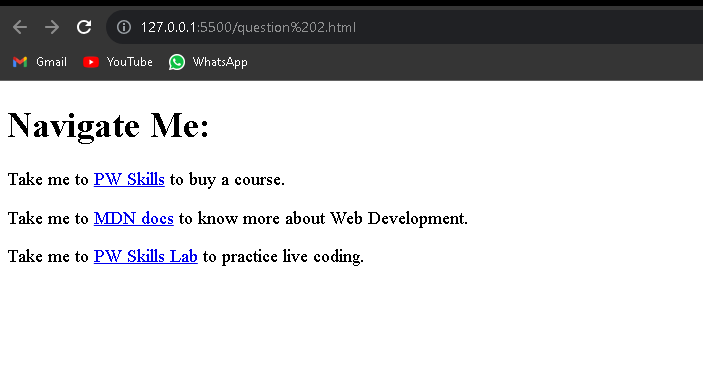 127.0.0.1:5500/question%202.html
Gmail YouTube WhatsApp
Navigate Me:
Take me to PW Skills to buy a course.
Take me to MDN docs to know more about Web Development.
Take me to PW Skills Lab to practice live coding.